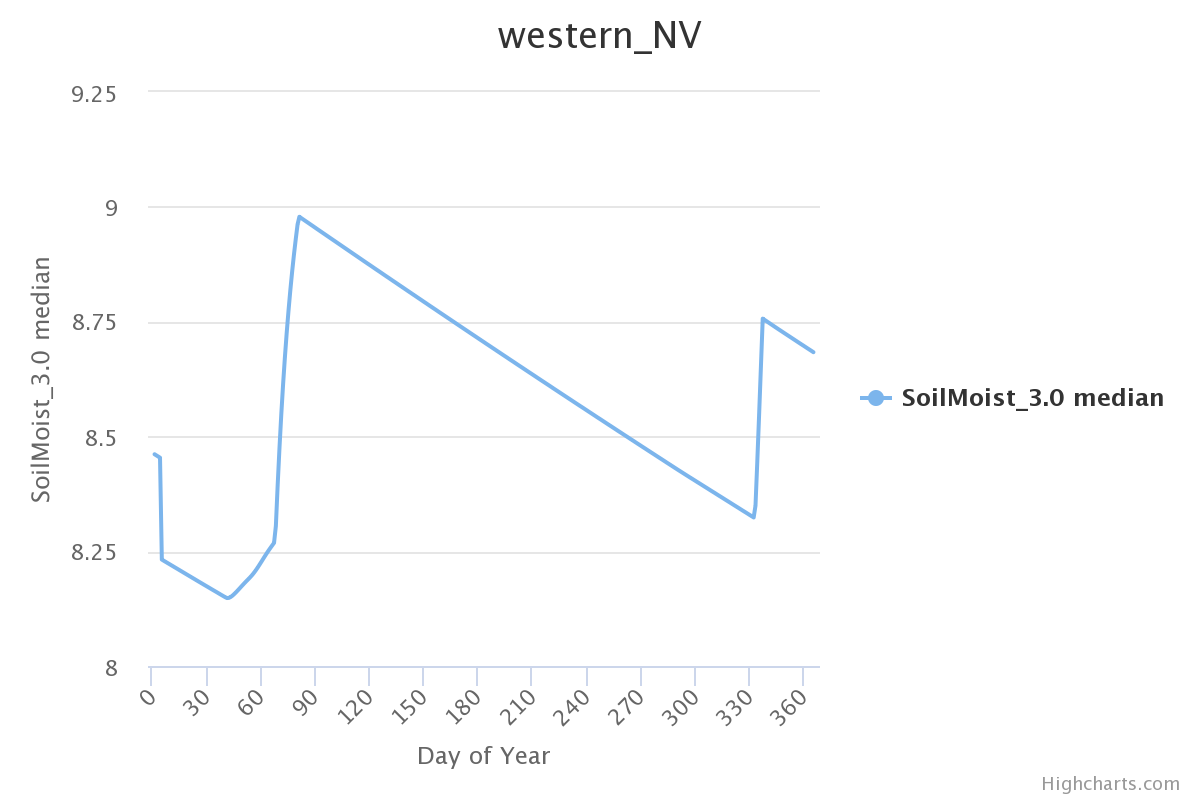 western_NV
9.25
9
8.75
8.5
8.25
8
SoilMoist_3.0 median
0 30 60 90 120 150 180 210 240 270 300 330 360
Day of Year
SoilMoist_3.0 median
Highcharts.com